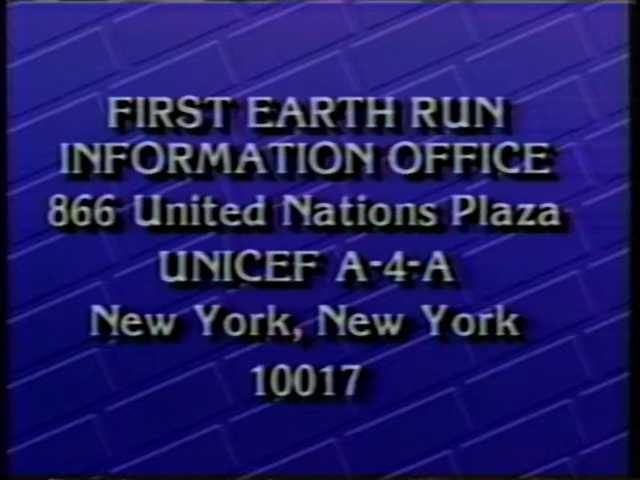 FIRST EARTH RUN
INFORMATION OFFICE
866 United Nations Plaza
UNICEF A-4-A
New York, New York
10017